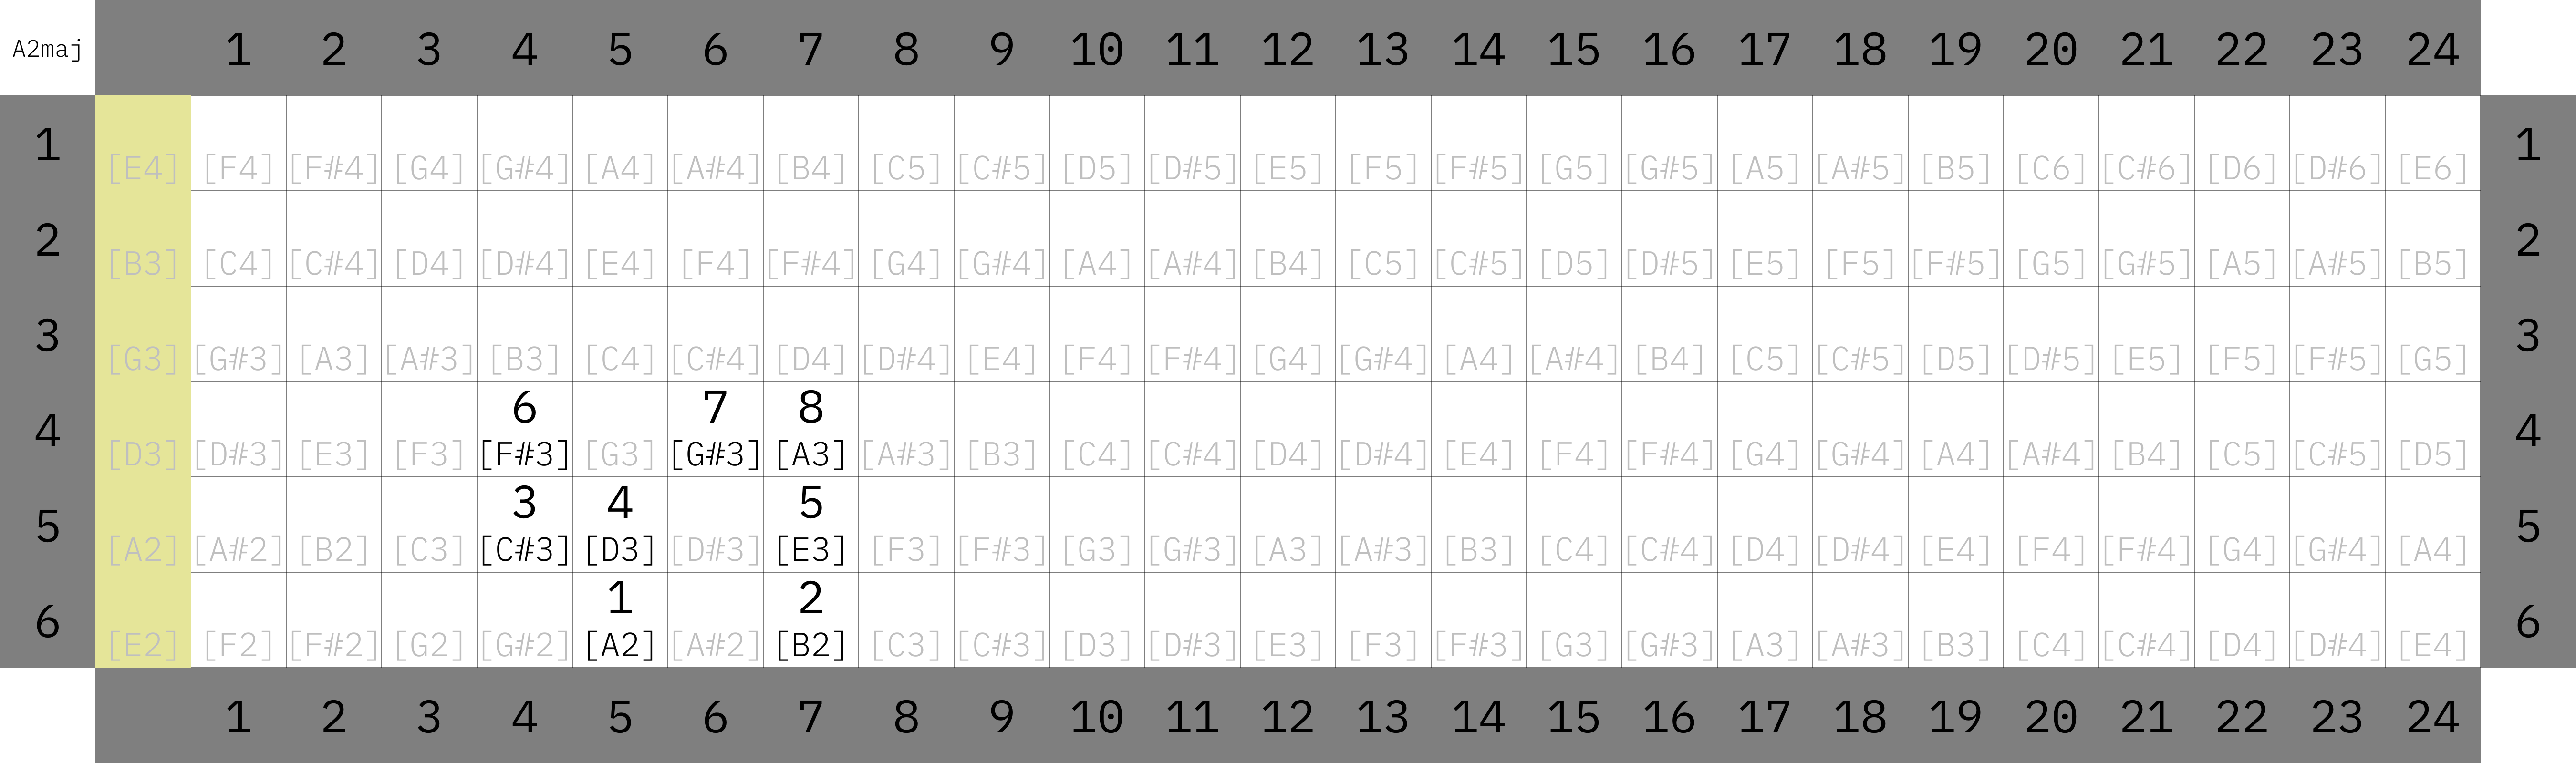 A2maj 1 2 3 4 5 6 7 8 9 10 11 12 13 14 15 16 17 18 19 20 21 22 23 24
1 [E4] [F4] [F#4] [G4] [G#4] [A4] [A#4] [B4] [C5] [C#5] [D5] [D#5] [E5] [F5] [F#5] [G5] [G#5] [A5] [A#5] [B5] [C6] [C#6] [D6] [D#6] [E6] 1
2 [B3] [C4] [C#4] [D4] [D#4] [E4] [F4] [F#4] [G4] [G#4] [A4] [A#4] [B4] [C5] [C#5] [D5] [D#5] [E5] [F5] [F#5] [G5] [G#5] [A5] [A#5] [B5] 2
3 [G3] [G#3] [A3] [A#3] [B3] [C4] [C#4] [D4] [D#4] [E4] [F4] [F#4] [G4] [G#4] [A4] [A#4] [B4] [C5] [C#5] [D5] [D#5] [E5] [F5] [F#5] [G5] 3
6 7 8
4 [D3] [D#3] [E3] [F3] [F#3] [G3] [G#3] [A3] [A#3] [B3] [C4] [C#4] [D4] [D#4] [E4] [F4] [F#4] [G4] [G#4] [A4] [A#4] [B4] [C5] [C#5] [D5] 4
3 4 5
5 [A2] [A#2] [B2] [C3] [C#3] [D3] [D#3] [E3] [F3] [F#3] [G3] [G#3] [A3] [A#3] [B3] [C4] [C#4] [D4] [D#4] [E4] [F4] [F#4] [G4] [G#4] [A4] 5
1 2
6 [E2] [F2] [F#2] [G2] [G#2] [A2] [A#2] [B2] [C3] [C#3] [D3] [D#3] [E3] [F3] [F#3] [G3] [G#3] [A3] [A#3] [B3] [C4] [C#4] [D4] [D#4] [E4] 6
1 2 3 4 5 6 7 8 9 10 11 12 13 14 15 16 17 18 19 20 21 22 23 24